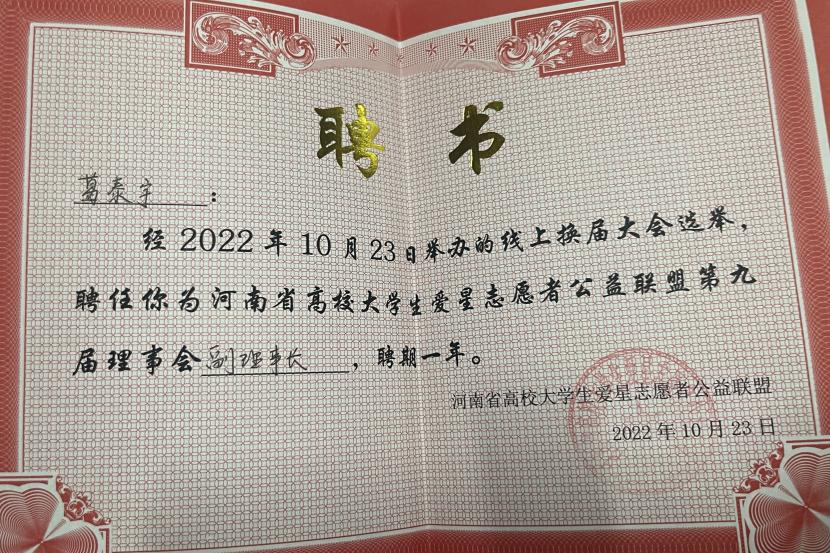 聘书
葛泰宇：
经2022年10月23日举办的线上换届大会选举，
聘任你为河南省高校大学生爱星志愿者公益联盟第九
届理事会副理事长，聘期一年。
河南省高校大学生爱星志愿者公益联盟
2022年10月23日